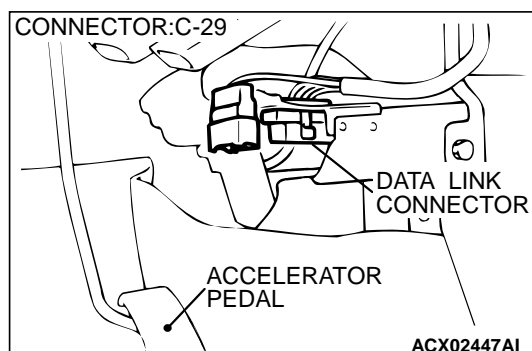 CONNECTOR:C-29
DATA LINK
CONNECTOR
ACCELERATOR
PEDAL
ACX02447AI